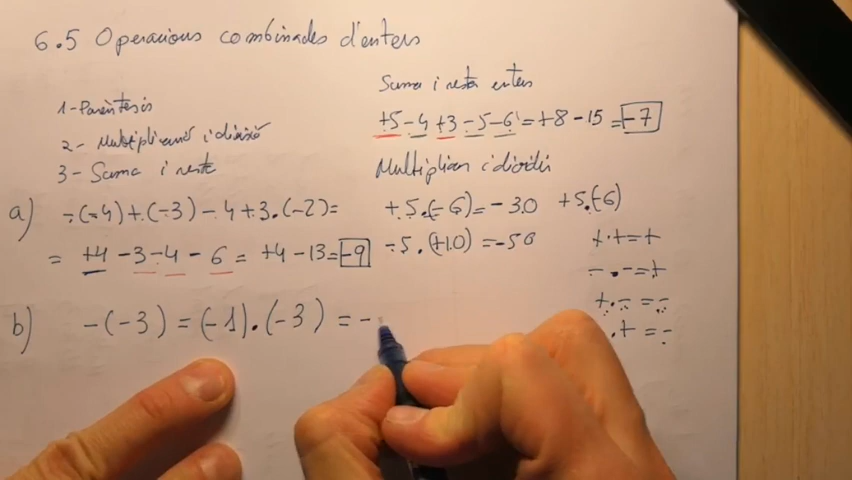 6.5 Operacions combinades d'enters
1-Parèntesis
2- Multiplicació i divisió
3- Suma i resta
Suma i resta enters
+5-4+3-5-6=+8-15=-7
Multiplicar i dividir
+5.(-6)=-30 +5.(-6)
-5.(+10)=-50
+.+=+
-.-=+
+.-=-
.+=-
a) -(-4)+(-3)-4+3.(-2)=
= +4-3-4-6=+4-13=-9
b) -(-3)=(-1).(-3)=-